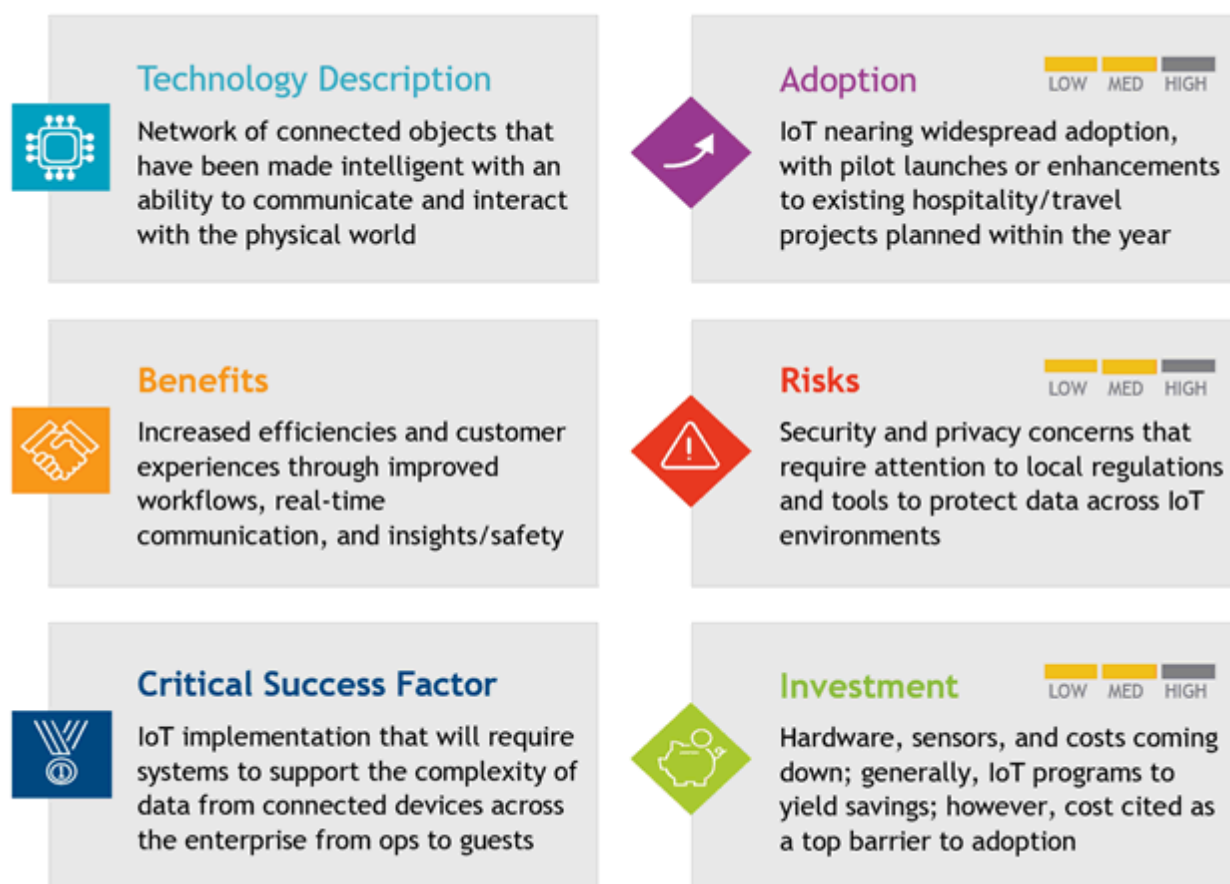 Technology Description
Network of connected objects that
have been made intelligent with an
ability to communicate and interact
with the physical world
Adoption
LOW MED HIGH
IoT nearing widespread adoption,
with pilot launches or enhancements
to existing hospitality/travel
projects planned within the year
Benefits
Increased efficiencies and customer
experiences through improved
workflows, real-time
communication, and insights/safety
Risks
LOW MED HIGH
Security and privacy concerns that
require attention to local regulations
and tools to protect data across IoT
environments
Critical Success Factor
IoT implementation that will require
systems to support the complexity of
data from connected devices across
the enterprise from ops to guests
Investment
LOW MED HIGH
Hardware, sensors, and costs coming
down; generally, IoT programs to
yield savings; however, cost cited as
a top barrier to adoption